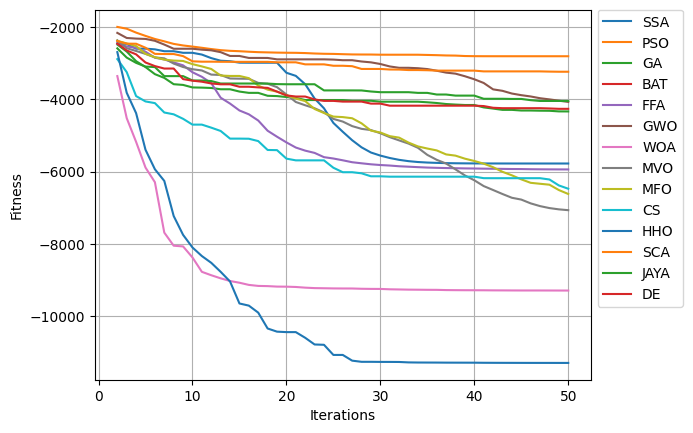 −2000
−4000
−6000
−8000
−10000
Fitness
0
10
20
30
40
50
Iterations
SSA
PSO
GA
BAT
FFA
GWO
WOA
MVO
MFO
CS
HHO
SCA
JAYA
DE